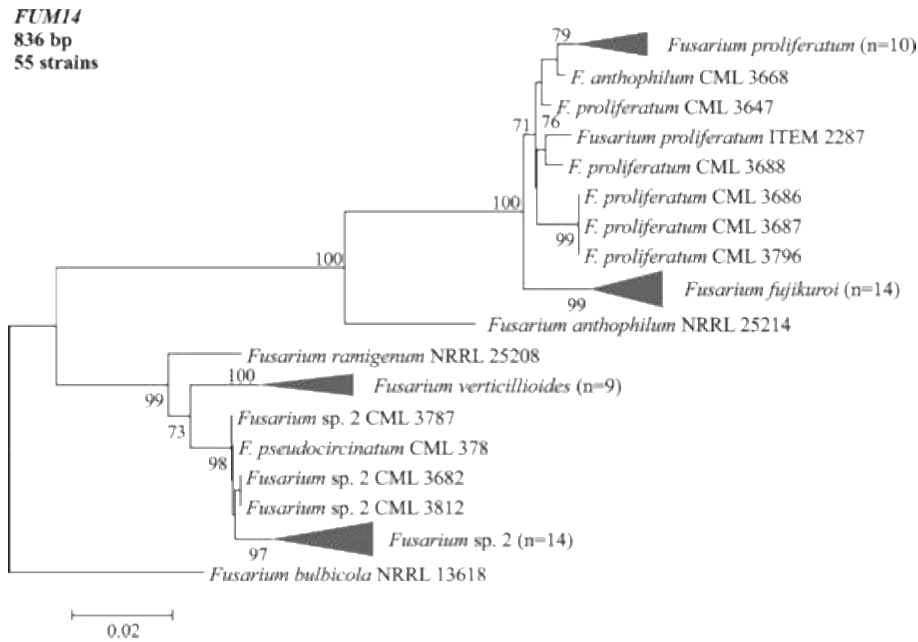 FUM14
836 bp
55 strains
79
Fusarium proliferatum (n=10)
F. anthophilum CML 3668
F. proliferatum CML 3647
71
76
Fusarium proliferatum ITEM 2287
F. proliferatum CML 3688
F. proliferatum CML 3686
100
F. proliferatum CML 3687
99
F. proliferatum CML 3796
100
Fusarium fujikuroi (n=14)
99
Fusarium anthophilum NRRL 25214
Fusarium ramigenum NRRL 25208
100
Fusarium verticillioides (n=9)
99
Fusarium sp. 2 CML 3787
73
F. pseudocircinatum CML 378
98
Fusarium sp. 2 CML 3682
Fusarium sp. 2 CML 3812
Fusarium sp. 2 (n=14)
97
Fusarium bulbicola NRRL 13618
0.02